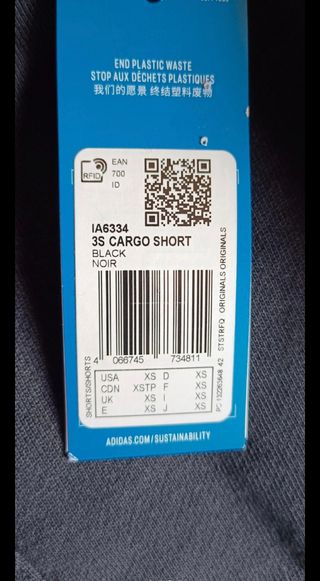 END PLASTIC WASTE
STOP AUX DÉCHETS PLASTIQUES
我们的愿景 终结塑料废物
RFID
EAN
700
ID
IA6334
3S CARGO SHORT
BLACK
NOIR
4 066745 734811
USA XS D XS
CDN XSTP F XS
UK XS I XS
E XS J XS
SHORTS/SHORTS
STSTRFQ ORIGINALS ORIGINALS
ADIDAS.COM/SUSTAINABILITY